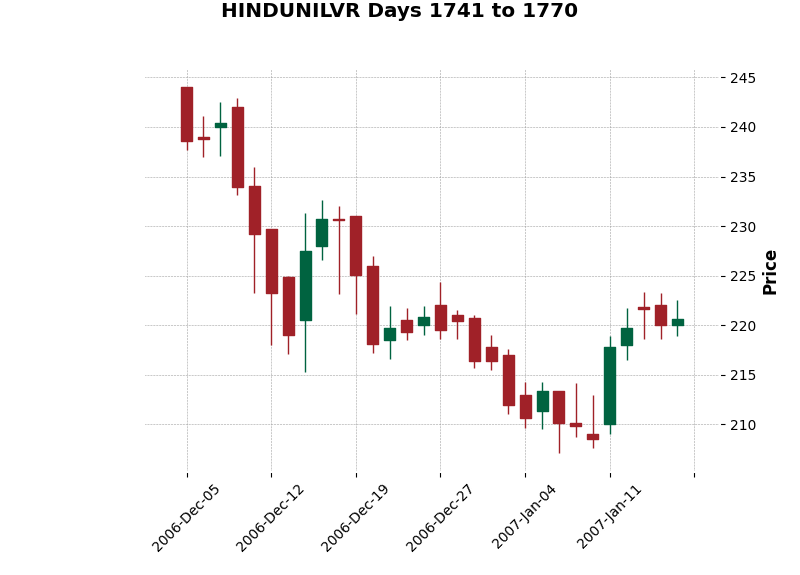 HINDUNILVR Days 1741 to 1770
245
240
235
230
225
220
215
210
Price
2006-Dec-05
2006-Dec-12
2006-Dec-19
2006-Dec-27
2007-Jan-04
2007-Jan-11